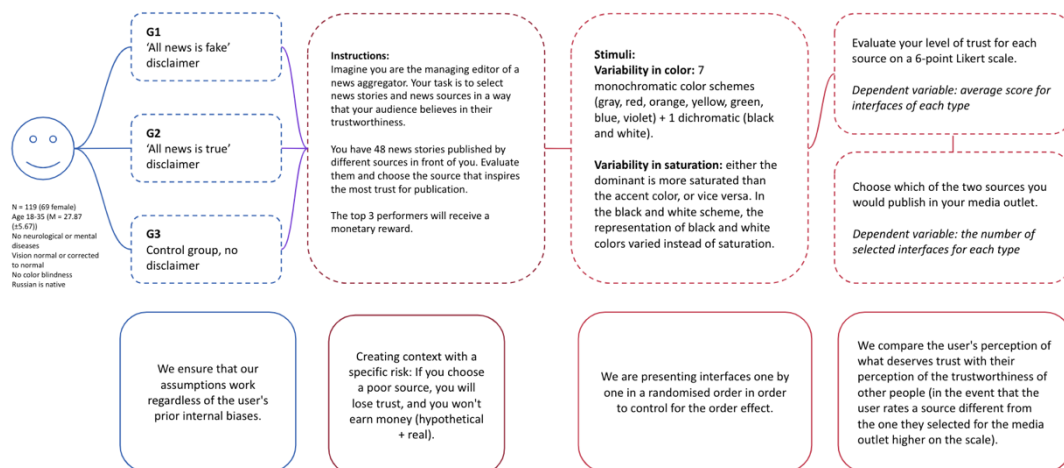 G1
‘All news is fake’
disclaimer
G2
‘All news is true’
disclaimer
G3
Control group, no
disclaimer
N = 119 (69 female)
Age 18-35 (M = 27.87
(±5.67))
No neurological or mental
diseases
Vision normal or corrected
to normal
No color blindness
Russian is native
Instructions:
Imagine you are the managing editor of a
news aggregator. Your task is to select
news stories and news sources in a way
that your audience believes in their
trustworthiness.
You have 48 news stories published by
different sources in front of you. Evaluate
them and choose the source that inspires
the most trust for publication.
The top 3 performers will receive a
monetary reward.
Stimuli:
Variability in color: 7
monochromatic color schemes
(gray, red, orange, yellow, green,
blue, violet) + 1 dichromatic (black
and white).
Variability in saturation: either the
dominant is more saturated than
the accent color, or vice versa. In
the black and white scheme, the
representation of black and white
colors varied instead of saturation.
Evaluate your level of trust for each
source on a 6-point Likert scale.
Dependent variable: average score for
interfaces of each type
Choose which of the two sources you
would publish in your media outlet.
Dependent variable: the number of
selected interfaces for each type
We ensure that our
assumptions work
regardless of the user's
prior internal biases.
Creating context with a
specific risk: If you choose
a poor source, you will
lose trust, and you won't
earn money (hypothetical
+ real).
We are presenting interfaces one by
one in a randomised order in order
to control for the order effect.
We compare the user's perception of
what deserves trust with their
perception of the trustworthiness of
other people (in the event that the
user rates a source different from
the one they selected for the media
outlet higher on the scale).